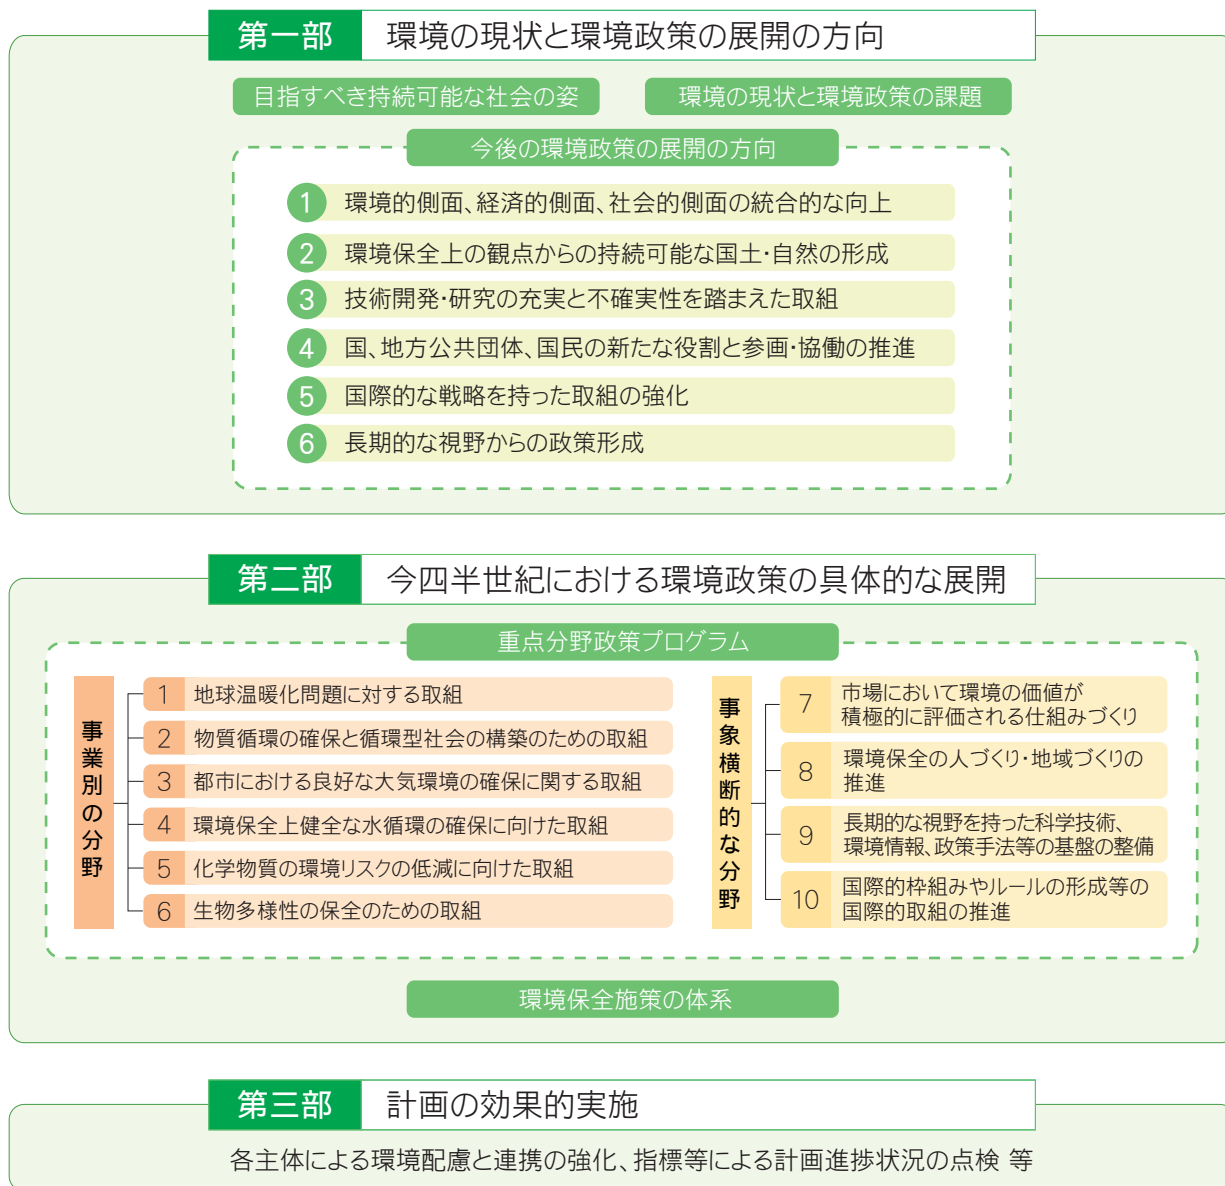 第一部 環境の現状と環境政策の展開の方向
目指すべき持続可能な社会の姿
環境の現状と環境政策の課題
今後の環境政策の展開の方向
1 環境的側面、経済的側面、社会的側面の統合的な向上
2 環境保全上の観点からの持続可能な国土・自然の形成
3 技術開発・研究の充実と不確実性を踏まえた取組
4 国、地方公共団体、国民の新たな役割と参画・協働の推進
5 国際的な戦略を持った取組の強化
6 長期的な視野からの政策形成
第二部 今四半世紀における環境政策の具体的な展開
重点分野政策プログラム
事業別の分野
1 地球温暖化問題に対する取組
2 物質循環の確保と循環型社会の構築のための取組
3 都市における良好な大気環境の確保に関する取組
4 環境保全上健全な水循環の確保に向けた取組
5 化学物質の環境リスクの低減に向けた取組
6 生物多様性の保全のための取組
事象横断的な分野
7 市場において環境の価値が
積極的に評価される仕組みづくり
8 環境保全の人づくり・地域づくりの
推進
9 長期的な視野を持った科学技術、
環境情報、政策手法等の基盤の整備
10 国際的枠組みやルールの形成等の
国際的取組の推進
環境保全施策の体系
第三部 計画の効果的実施
各主体による環境配慮と連携の強化、指標等による計画進捗状況の点検 等